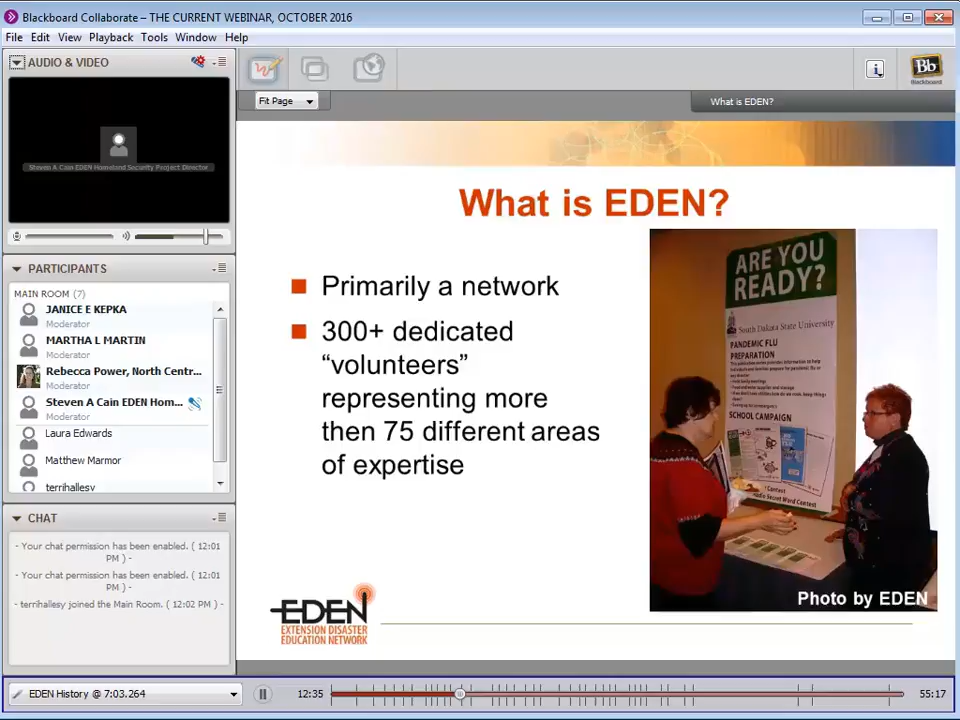 Blackboard Collaborate – THE CURRENT WEBINAR, OCTOBER 2016
File Edit View Playback Tools Window Help
AUDIO & VIDEO
Steven A Cain EDEN Homeland Security Project Director
PARTICIPANTS
MAIN ROOM (7)
JANICE E KEPKA
Moderator
MARTHA L MARTIN
Moderator
Rebecca Power, North Centr...
Moderator
Steven A Cain EDEN Hom...
Moderator
Laura Edwards
Matthew Marmor
terrihallesy
CHAT
- Your chat permission has been enabled. ( 12:01
PM ) -
- Your chat permission has been enabled. ( 12:01
PM ) -
- terrihallesy joined the Main Room. ( 12:02 PM ) -
Fit Page
What is EDEN?
Bb
Blackboard
What is EDEN?
Primarily a network
300+ dedicated
“volunteers”
representing more
then 75 different areas
of expertise
ARE YOU
READY?
South Dakota State University
PANDEMIC FLU
PREPARATION
SCHOOL CAMPAIGN
Secret Word Contest
Photo by EDEN
EDEN
EXTENSION DISASTER
EDUCATION NETWORK
EDEN History @ 7:03.264
12:35
55:17